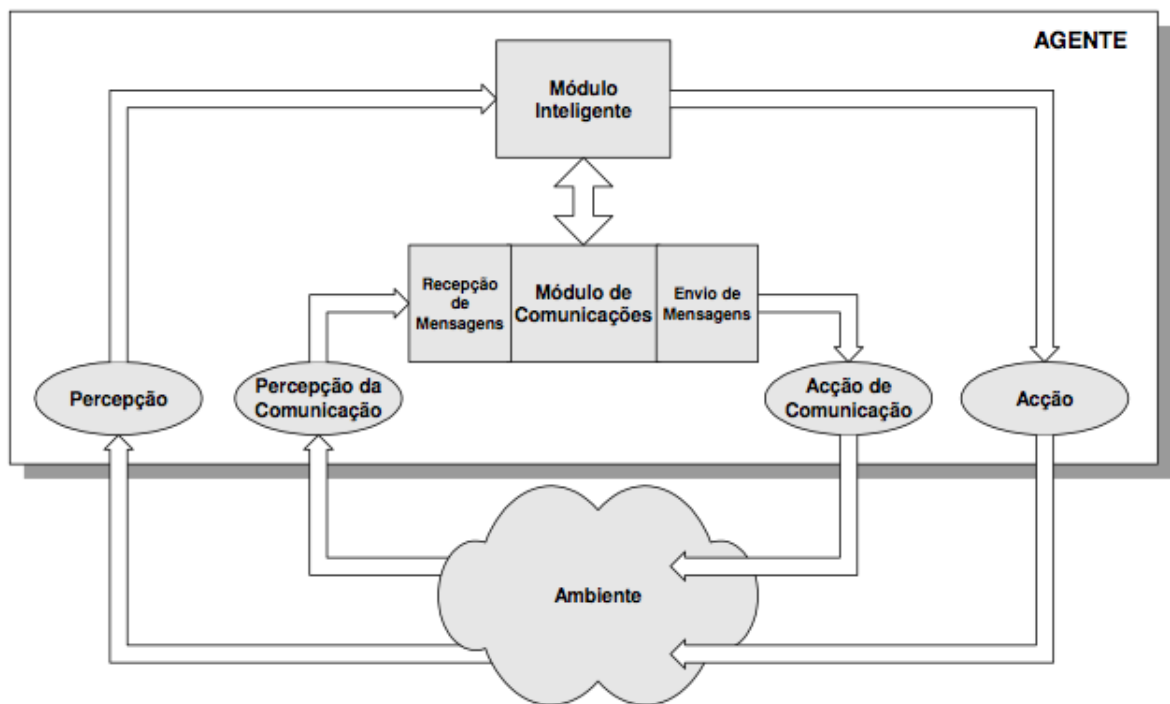 AGENTE
Módulo
Inteligente
Recepção
de
Mensagens
Módulo de
Comunicações
Envio de
Mensagens
Percepção
Percepção da
Comunicação
Acção de
Comunicação
Acção
Ambiente